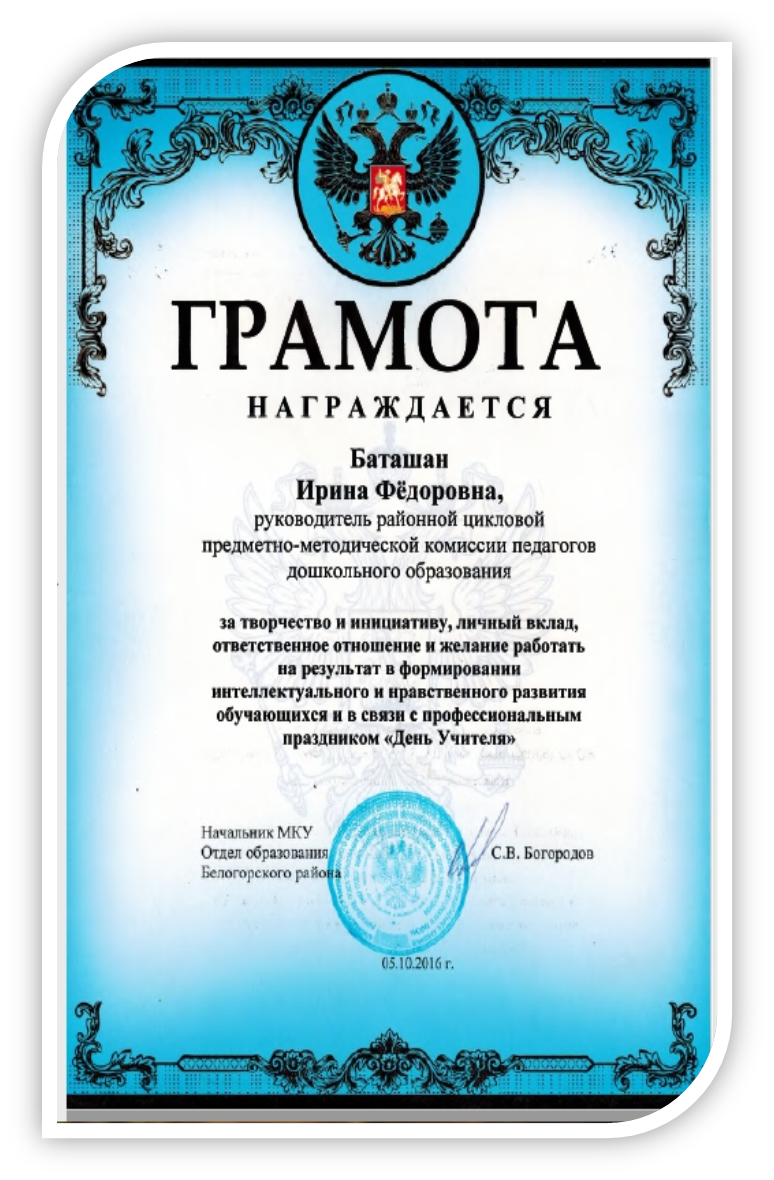 ГРАМОТА
НАГРАЖДАЕТСЯ
Баташан
Ирина Фёдоровна,
руководитель районной цикловой
предметно-методической комиссии педагогов
дошкольного образования
за творчество и инициативу, личный вклад,
ответственное отношение и желание работать
на результат в формировании
интеллектуального и нравственного развития
обучающихся и в связи с профессиональным
праздником «День Учителя»
Начальник МКУ
Отдел образования
Белогорского района
С.В. Богородов
05.10.2016 г.